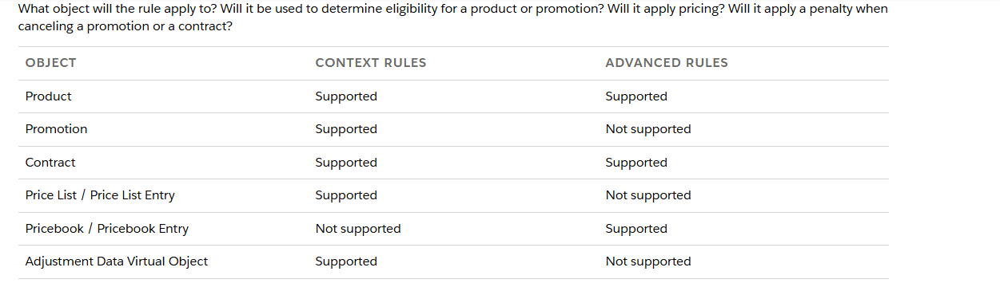 What object will the rule apply to? Will it be used to determine eligibility for a product or promotion? Will it apply pricing? Will it apply a penalty when
canceling a promotion or a contract?
OBJECT CONTEXT RULES ADVANCED RULES
Product Supported Supported
Promotion Supported Not supported
Contract Supported Supported
Price List / Price List Entry Supported Not supported
Pricebook / Pricebook Entry Not supported Supported
Adjustment Data Virtual Object Supported Not supported